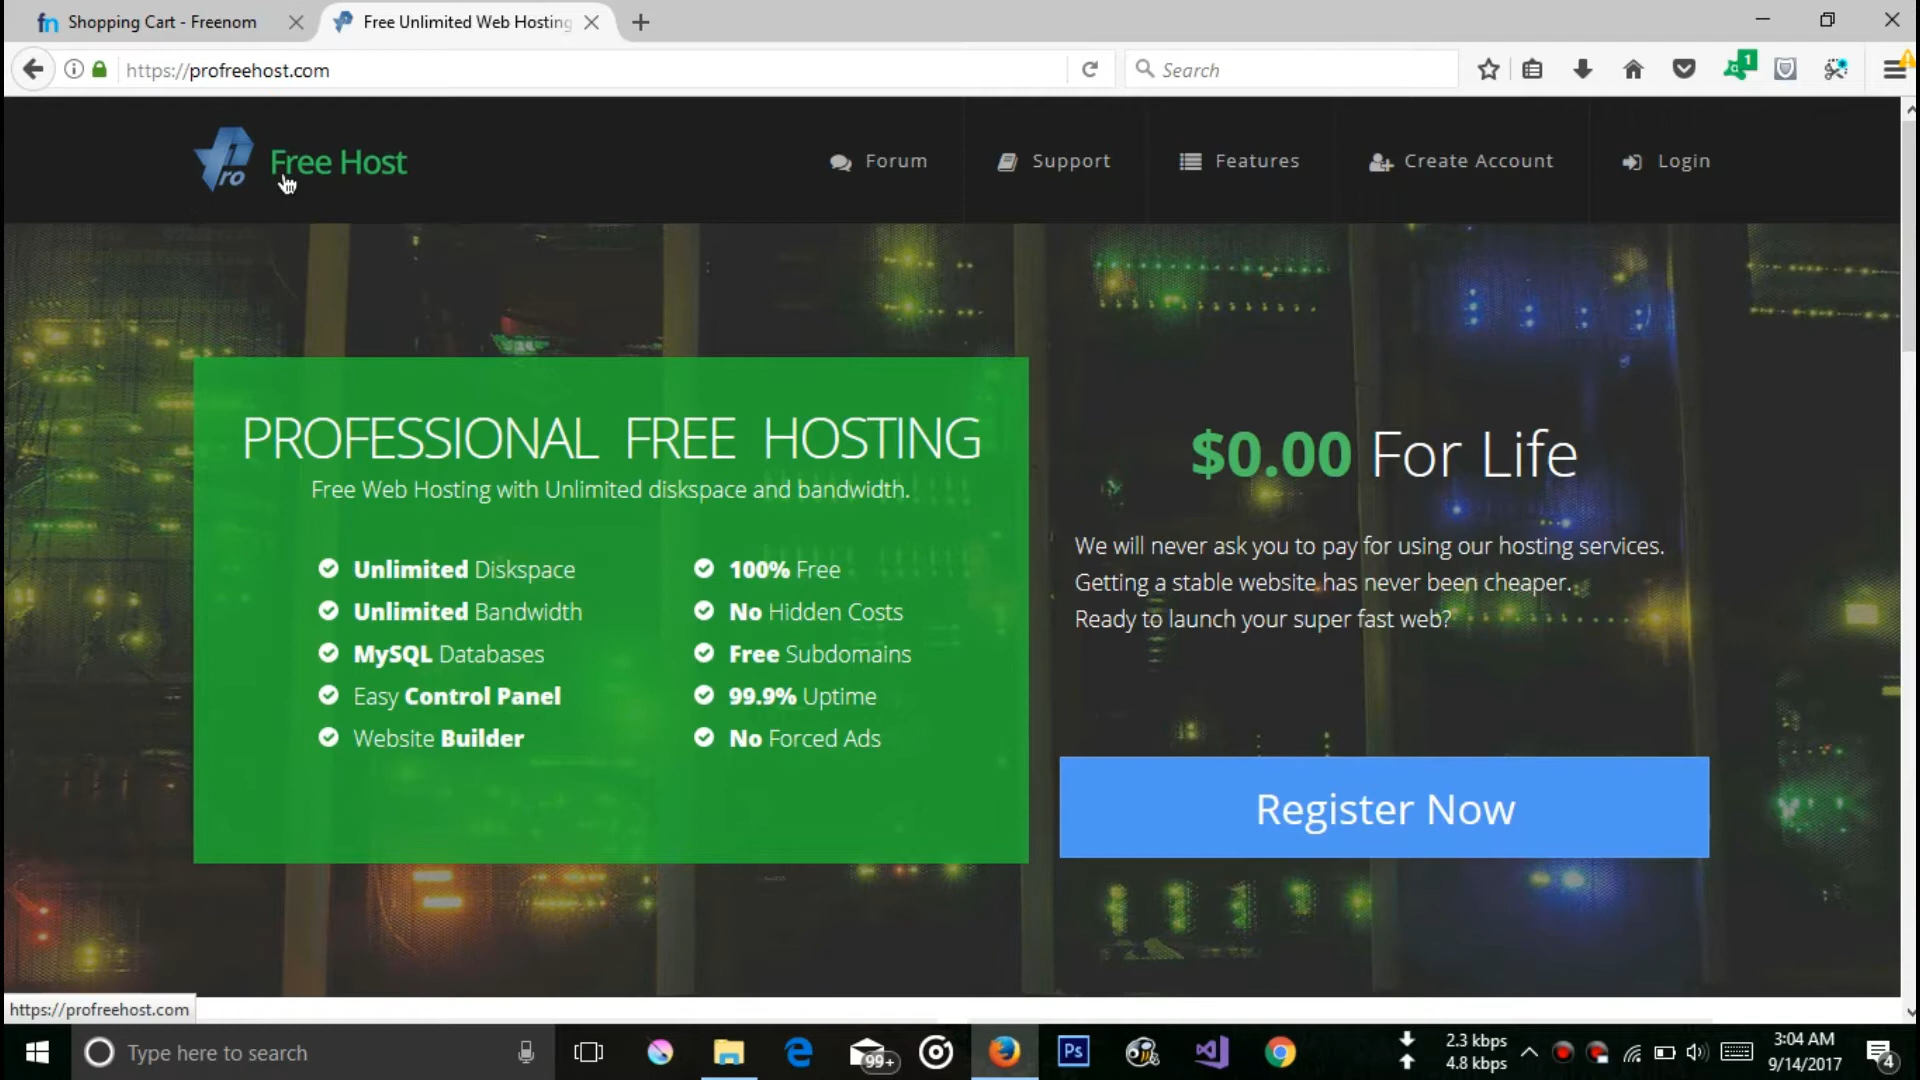 Shopping Cart - Freenom
Free Unlimited Web Hosting
https://profreehost.com
Search
1
Free Host
Forum
Support
Features
Create Account
Login
PROFESSIONAL FREE HOSTING
Free Web Hosting with Unlimited diskspace and bandwidth.
Unlimited Diskspace
Unlimited Bandwidth
MySQL Databases
Easy Control Panel
Website Builder
100% Free
No Hidden Costs
Free Subdomains
99.9% Uptime
No Forced Ads
$0.00 For Life
We will never ask you to pay for using our hosting services.
Getting a stable website has never been cheaper.
Ready to launch your super fast web?
Register Now
https://profreehost.com
Type here to search
99+
Ps
2.3 kbps
4.8 kbps
3:04 AM
9/14/2017
4